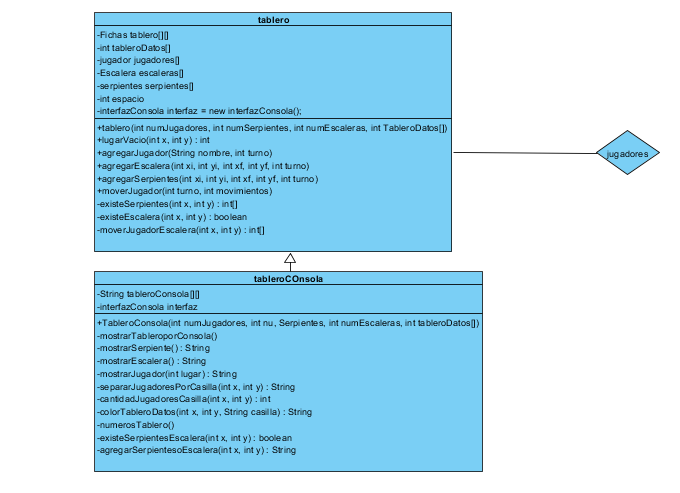 tablero
-Fichas tablero[][]
-int tableroDatos[]
-jugador jugadores[]
-Escalera escaleras[]
-serpientes serpientes[]
-int espacio
-interfazConsola interfaz = new interfazConsola();
+tablero(int numJugadores, int numSerpientes, int numEscaleras, int TableroDatos[])
+lugarVacio(int x, int y) : int
+agregarJugador(String nombre, int turno)
+agregarEscalera(int xi, int yi, int xf, int yf, int turno)
+agregarSerpientes(int xi, int yi, int xf, int yf, int turno)
+moverJugador(int turno, int movimientos)
-existeSerpientes(int x, int y) : int[]
-existeEscalera(int x, int y) : boolean
-moverJugadorEscalera(int x, int y) : int[]
jugadores
tableroCOnsola
-String tableroConsola[][]
-interfazConsola interfaz
+TableroConsola(int numJugadores, int nu, Serpientes, int numEscaleras, int tableroDatos[])
-mostrarTableroporConsola()
-mostrarSerpiente() : String
-mostrarEscalera() : String
-mostrarJugador(int lugar) : String
-separarJugadoresPorCasilla(int x, int y) : String
-cantidadJugadoresCasilla(int x, int y) : int
-colorTableroDatos(int x, int y, String casilla) : String
-numerosTablero()
-existeSerpientesEscalera(int x, int y) : boolean
-agregarSerpientesoEscalera(int x, int y) : String